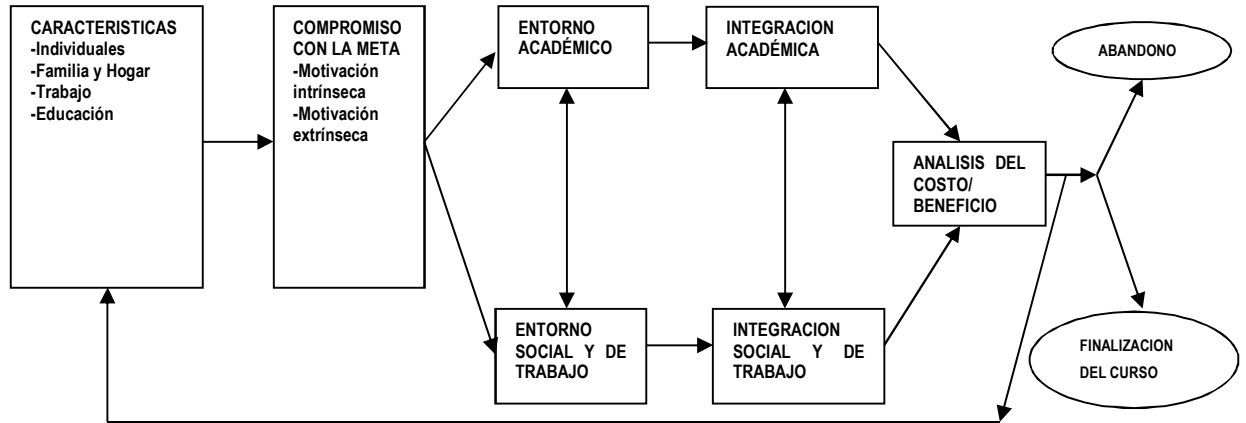 CARACTERISTICAS
-Individuales
-Familia y Hogar
-Trabajo
-Educación
COMPROMISO
CON LA META
-Motivación
intrínseca
-Motivación
extrínseca
ENTORNO
ACADÉMICO
INTEGRACION
ACADÉMICA
ENTORNO
SOCIAL Y DE
TRABAJO
INTEGRACION
SOCIAL Y DE
TRABAJO
ANALISIS DEL
COSTO/
BENEFICIO
ABANDONO
FINALIZACION
DEL CURSO